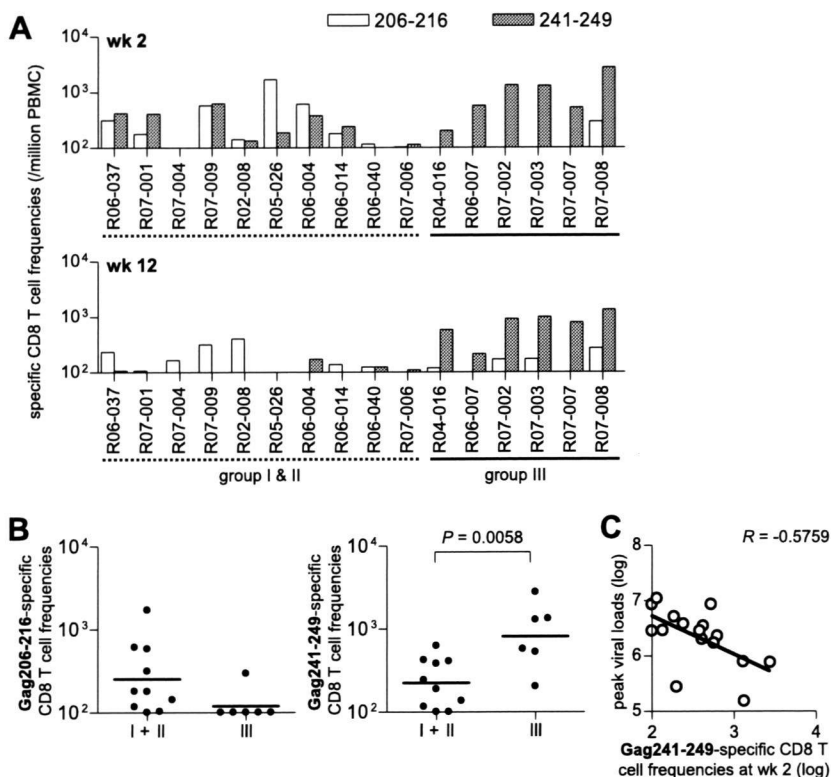 A
206-216
241-249
specific CD8 T cell frequencies (/million PBMC)
wk 2
10⁴
10³
10²
R06-037
R07-001
R07-004
R07-009
R02-008
R05-026
R06-004
R06-014
R06-040
R07-006
R04-016
R06-007
R07-002
R07-003
R07-007
R07-008
wk 12
10⁴
10³
10²
R06-037
R07-001
R07-004
R07-009
R02-008
R05-026
R06-004
R06-014
R06-040
R07-006
R04-016
R06-007
R07-002
R07-003
R07-007
R07-008
group I & II
group III
B
Gag206-216-specific
CD8 T cell frequencies
10⁴
10³
10²
I + II
III
Gag241-249-specific
CD8 T cell frequencies
10⁴
10³
10²
P = 0.0058
I + II
III
C
R = -0.5759
peak viral loads (log)
8
7
6
5
2
3
4
Gag241-249-specific CD8 T
cell frequencies at wk 2 (log)